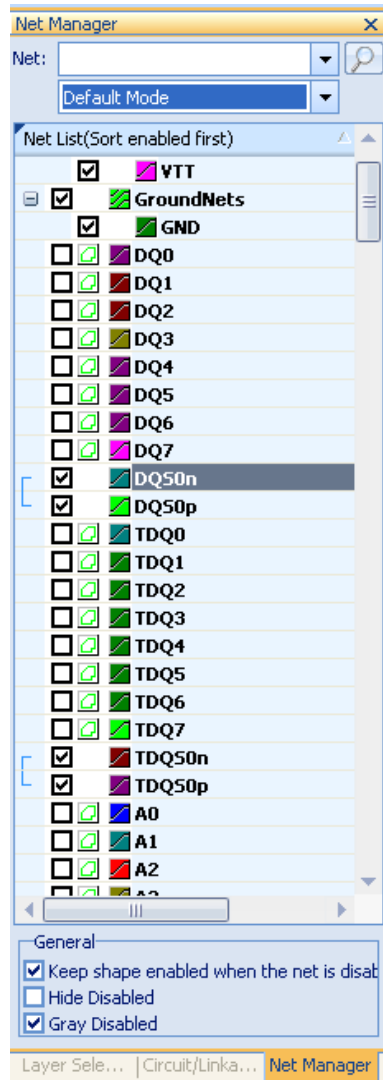 Net Manager
Net:
Default Mode
Net List(Sort enabled first)
VTT
GroundNets
GND
DQ0
DQ1
DQ2
DQ3
DQ4
DQ5
DQ6
DQ7
DQS0n
DQS0p
TDQ0
TDQ1
TDQ2
TDQ3
TDQ4
TDQ5
TDQ6
TDQ7
TDQS0n
TDQS0p
A0
A1
A2
General
Keep shape enabled when the net is disab
Hide Disabled
Gray Disabled
Layer Sele... Circuit/Linka... Net Manager